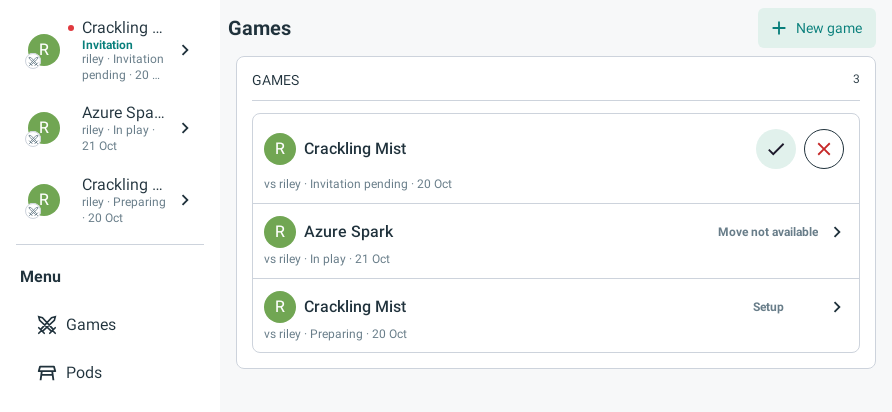 Crackling ...
Invitation
R
riley · Invitation
pending · 20 ...
Azure Spa...
R
riley · In play ·
21 Oct
Crackling ...
R
riley · Preparing
· 20 Oct
Menu
Games
Pods
Games
New game
GAMES
3
R Crackling Mist
vs riley · Invitation pending · 20 Oct
R Azure Spark
Move not available
vs riley · In play · 21 Oct
R Crackling Mist
Setup
vs riley · Preparing · 20 Oct